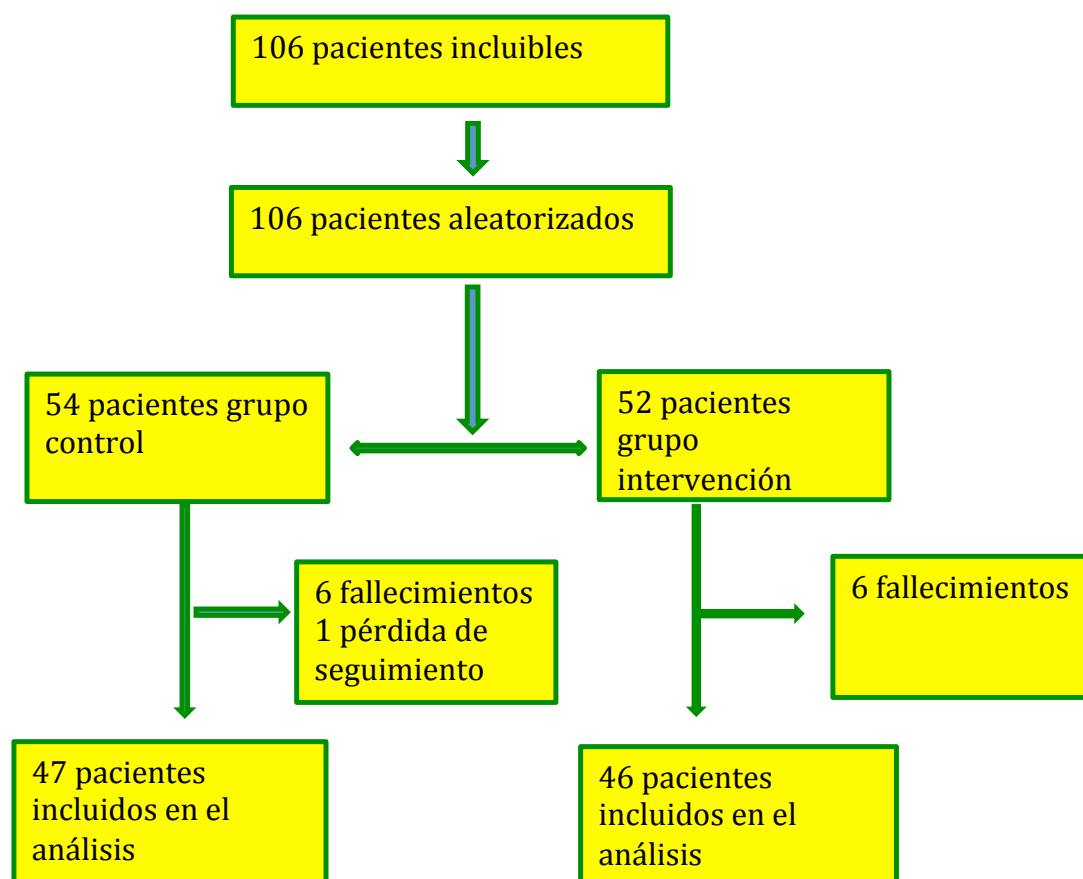 106 pacientes incluibles
106 pacientes aleatorizados
54 pacientes grupo
control
52 pacientes
grupo
intervención
6 fallecimientos
1 pérdida de
seguimiento
6 fallecimientos
47 pacientes
incluidos en el
análisis
46 pacientes
incluidos en el
análisis